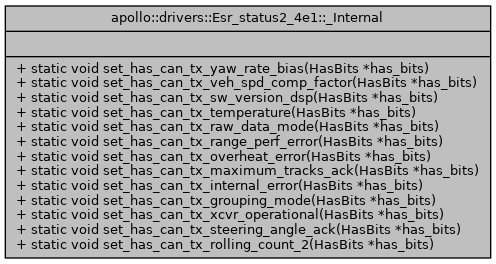 apollo::drivers::Esr_status2_4e1::_Internal
+ static void set_has_can_tx_yaw_rate_bias(HasBits *has_bits)
+ static void set_has_can_tx_veh_spd_comp_factor(HasBits *has_bits)
+ static void set_has_can_tx_sw_version_dsp(HasBits *has_bits)
+ static void set_has_can_tx_temperature(HasBits *has_bits)
+ static void set_has_can_tx_raw_data_mode(HasBits *has_bits)
+ static void set_has_can_tx_range_perf_error(HasBits *has_bits)
+ static void set_has_can_tx_overheat_error(HasBits *has_bits)
+ static void set_has_can_tx_maximum_tracks_ack(HasBits *has_bits)
+ static void set_has_can_tx_internal_error(HasBits *has_bits)
+ static void set_has_can_tx_grouping_mode(HasBits *has_bits)
+ static void set_has_can_tx_xcvr_operational(HasBits *has_bits)
+ static void set_has_can_tx_steering_angle_ack(HasBits *has_bits)
+ static void set_has_can_tx_rolling_count_2(HasBits *has_bits)